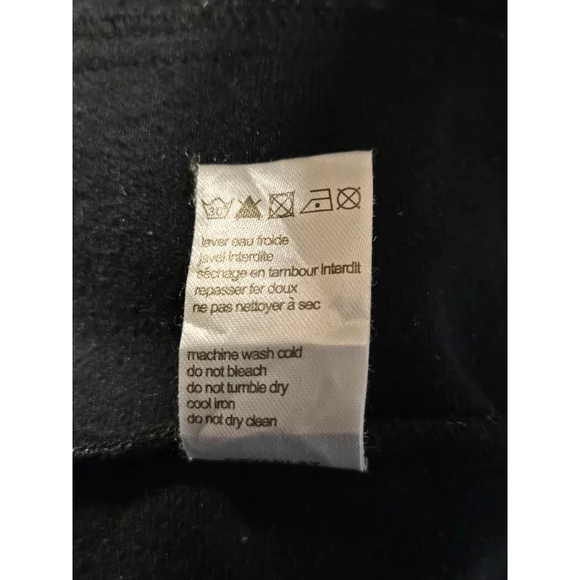 30
laver eau froide
javel interdite
séchage en tambour interdit
repasser fer doux
ne pas nettoyer à sec
machine wash cold
do not bleach
do not tumble dry
cool iron
do not dry clean